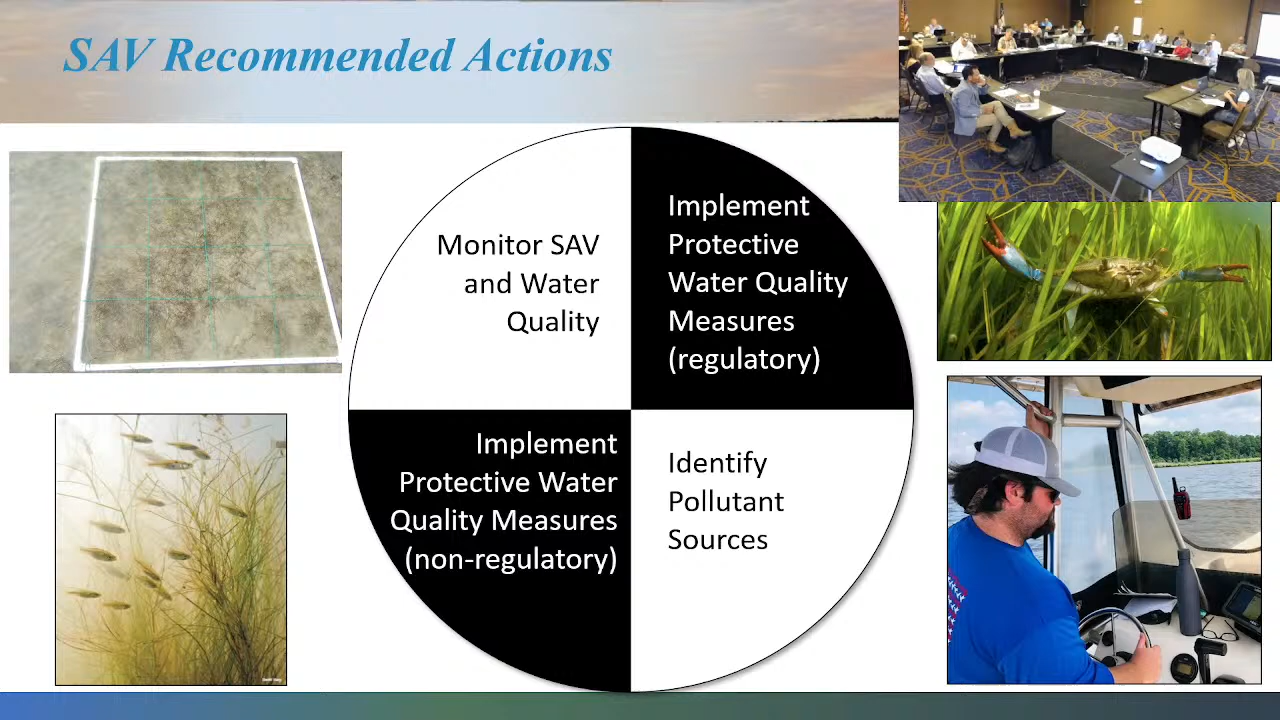 SAV Recommended Actions
Monitor SAV
and Water
Quality
Implement
Protective
Water Quality
Measures
(regulatory)
Implement
Protective Water
Quality Measures
(non-regulatory)
Identify
Pollutant
Sources